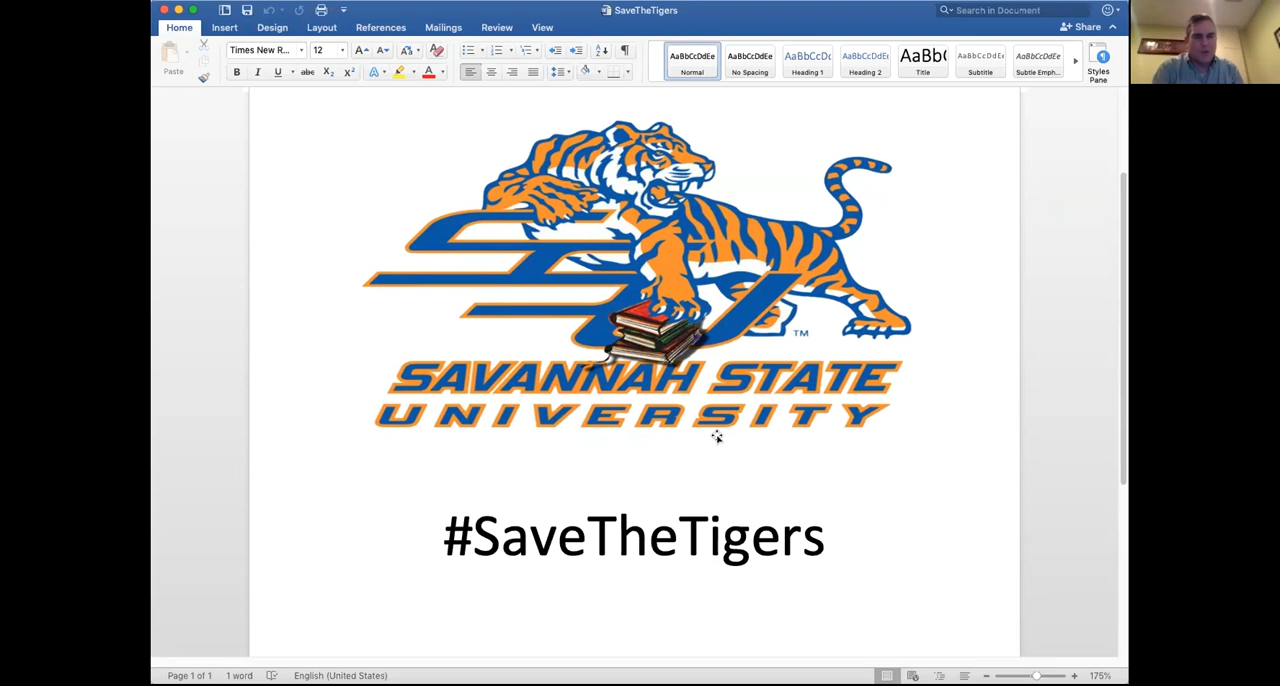 SaveTheTigers
Search in Document
Home Insert Design Layout References Mailings Review View
Share
Paste
Times New R... 12
AaBbCcDdEe AaBbCcDdEe AaBbCcDc AaBbCcDdEe AaBbC AaBbCcDdEe AaBbCcDdEe
Normal No Spacing Heading 1 Heading 2 Title Subtitle Subtle Emph...
Styles
Pane
TM
SAVANNAH STATE
UNIVERSITY
#SaveTheTigers
Page 1 of 1 1 word English (United States) 175%